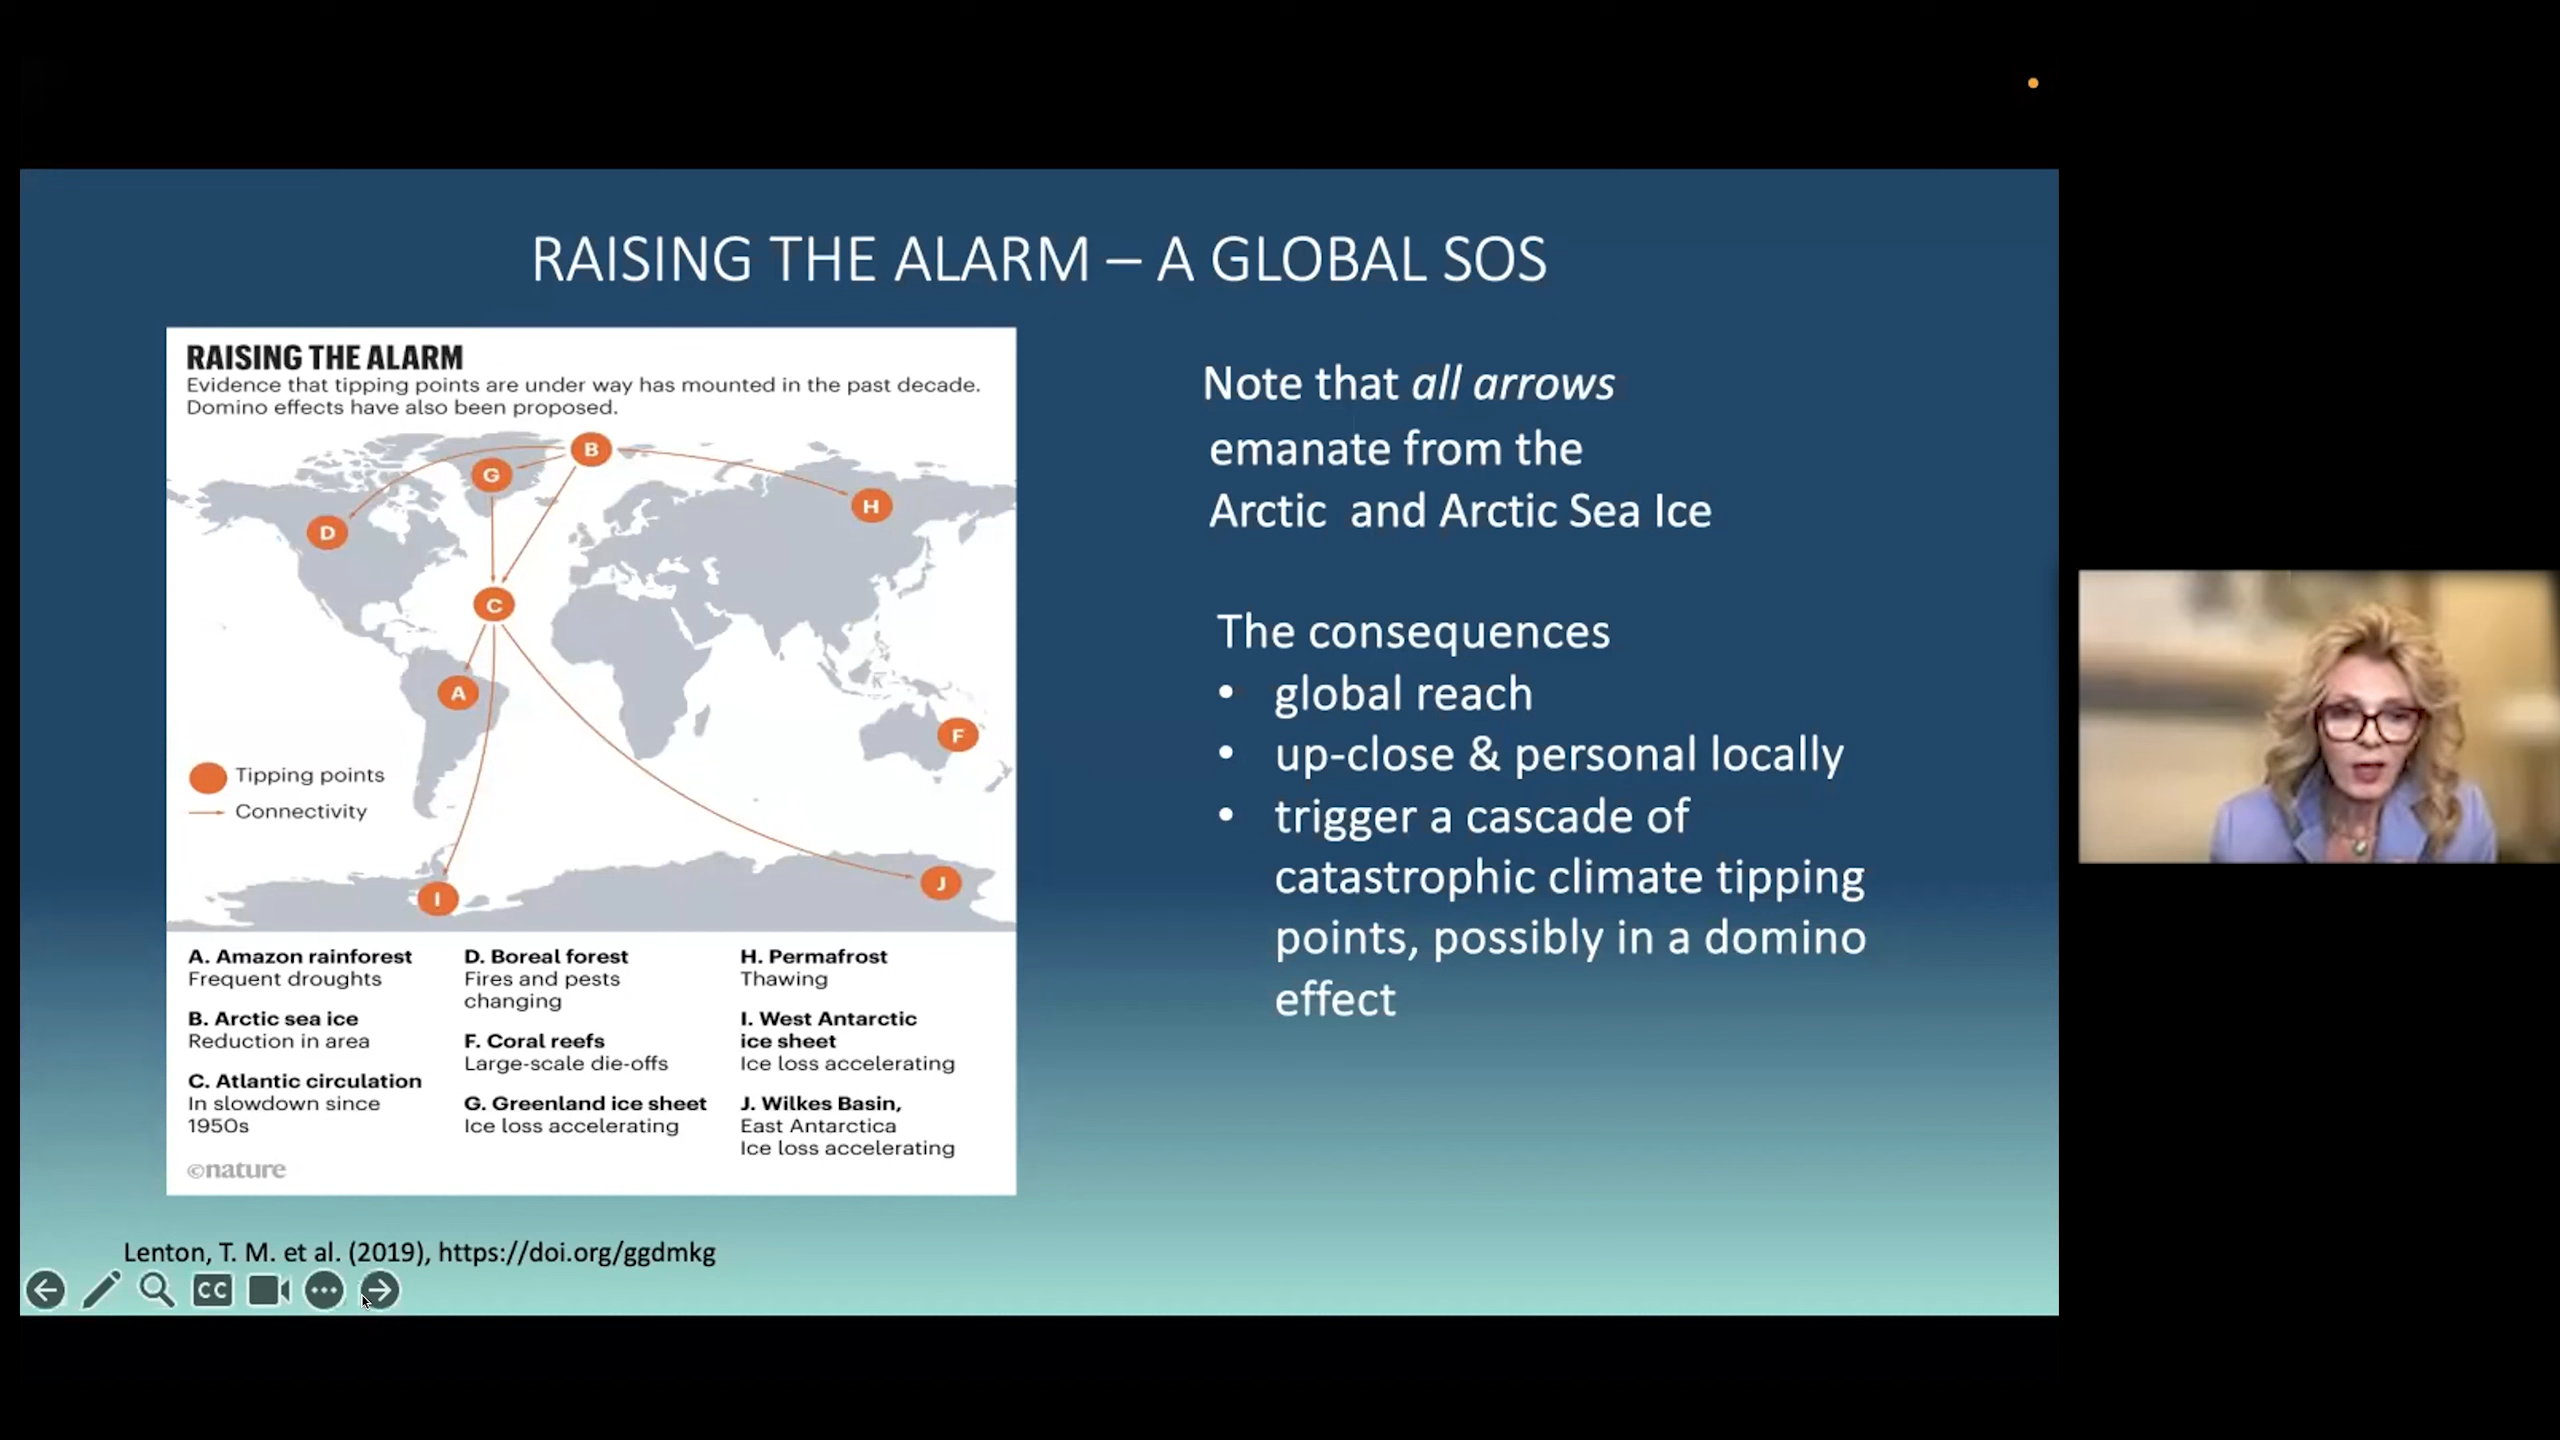 RAISING THE ALARM – A GLOBAL SOS
RAISING THE ALARM
Evidence that tipping points are under way has mounted in the past decade.
Domino effects have also been proposed.
B
G
H
D
C
A
F
Tipping points
Connectivity
J
I
A. Amazon rainforest
Frequent droughts
B. Arctic sea ice
Reduction in area
C. Atlantic circulation
In slowdown since
1950s
D. Boreal forest
Fires and pests
changing
F. Coral reefs
Large-scale die-offs
G. Greenland ice sheet
Ice loss accelerating
H. Permafrost
Thawing
I. West Antarctic
ice sheet
Ice loss accelerating
J. Wilkes Basin,
East Antarctica
Ice loss accelerating
©nature
Note that all arrows
emanate from the
Arctic  and Arctic Sea Ice
The consequences
• global reach
• up-close & personal locally
• trigger a cascade of
catastrophic climate tipping
points, possibly in a domino
effect
Lenton, T. M. et al. (2019), https://doi.org/ggdmkg
CC